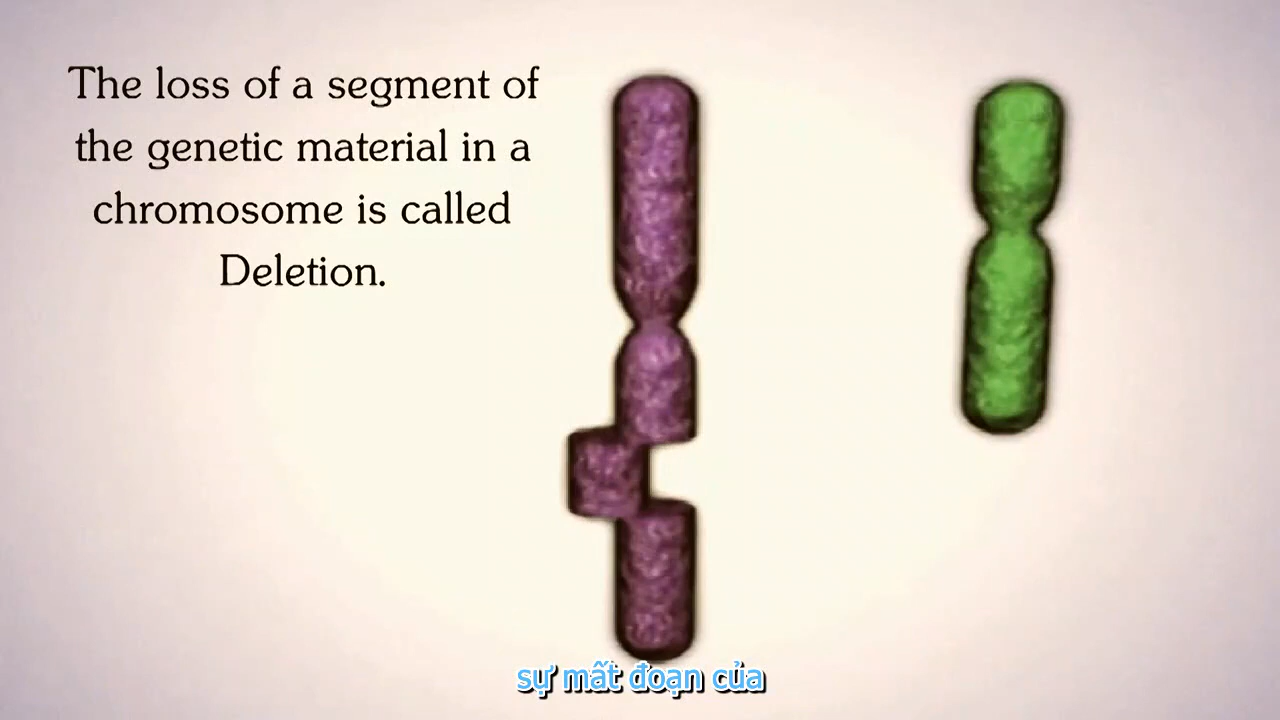 The loss of a segment of
the genetic material in a
chromosome is called
Deletion.
sự mất đoạn của